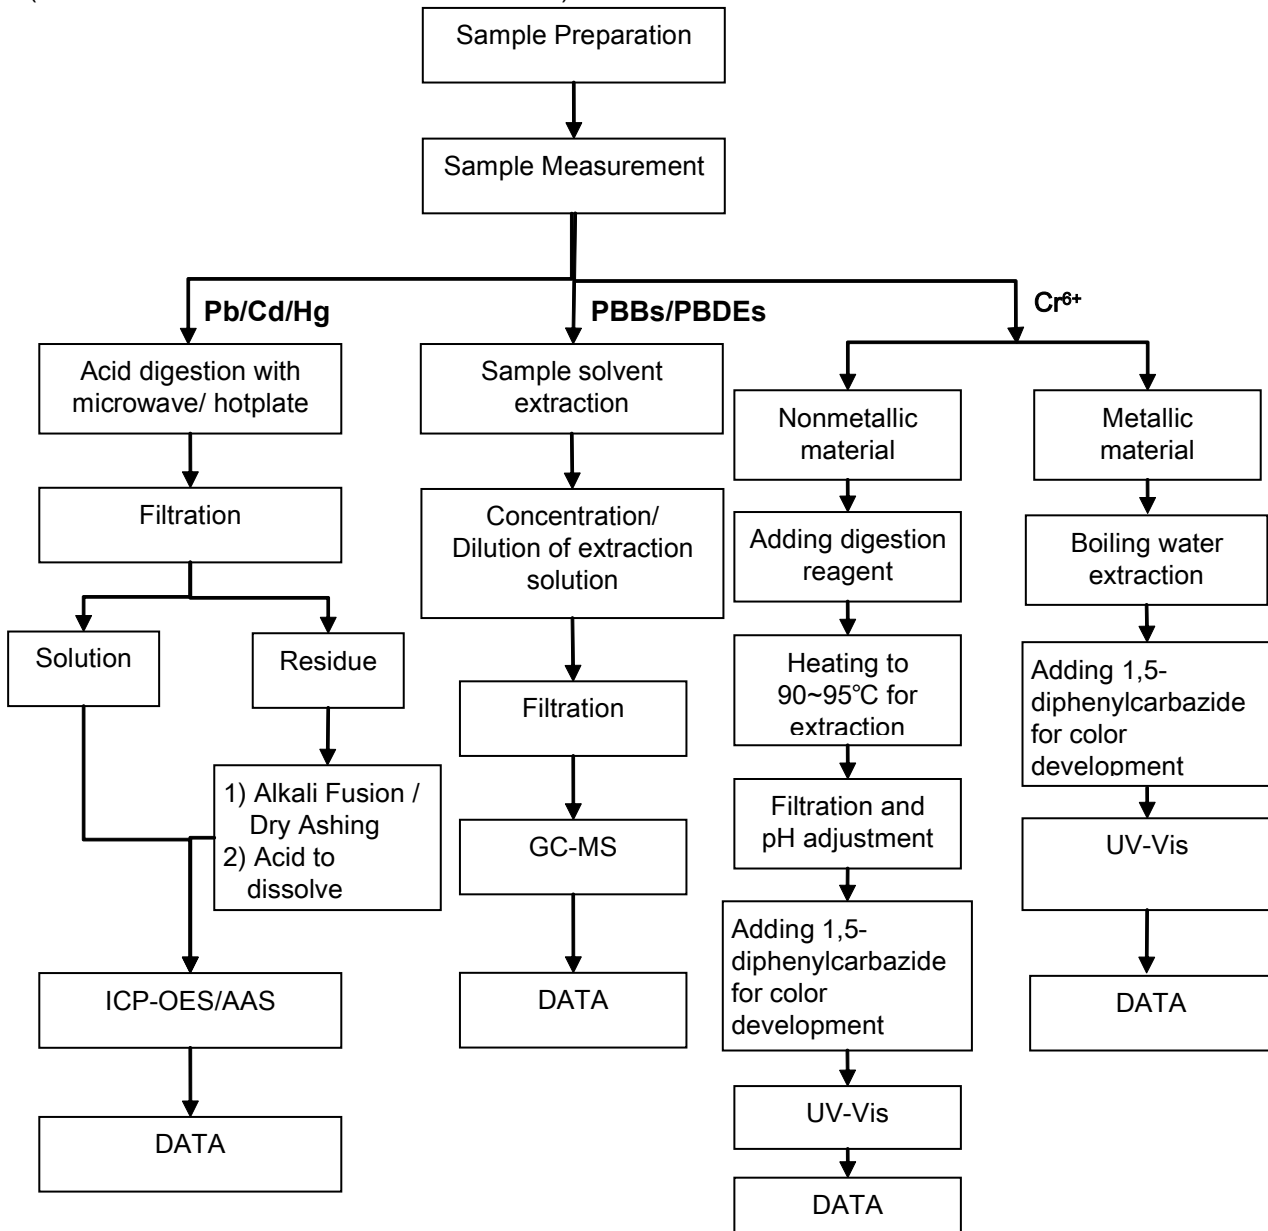 Sample Preparation
Sample Measurement
Pb/Cd/Hg
PBBs/PBDEs
Cr⁶⁺
Acid digestion with
microwave/ hotplate
Filtration
Solution
Residue
1) Alkali Fusion /
Dry Ashing
2) Acid to
dissolve
ICP-OES/AAS
DATA
Sample solvent
extraction
Concentration/
Dilution of extraction
solution
Filtration
GC-MS
DATA
Nonmetallic
material
Adding digestion
reagent
Heating to
90~95℃ for
extraction
Filtration and
pH adjustment
Adding 1,5-
diphenylcarbazide
for color
development
UV-Vis
DATA
Metallic
material
Boiling water
extraction
Adding 1,5-
diphenylcarbazide
for color
development
UV-Vis
DATA